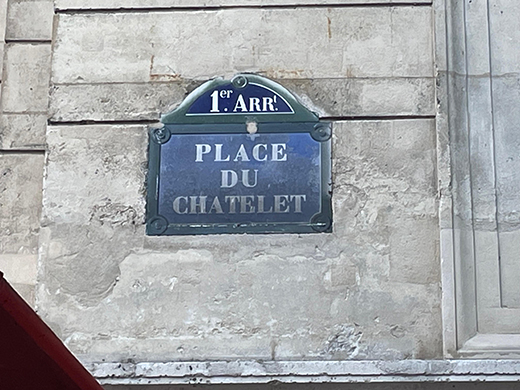 1er. ARRt.
PLACE
DU
CHATELET